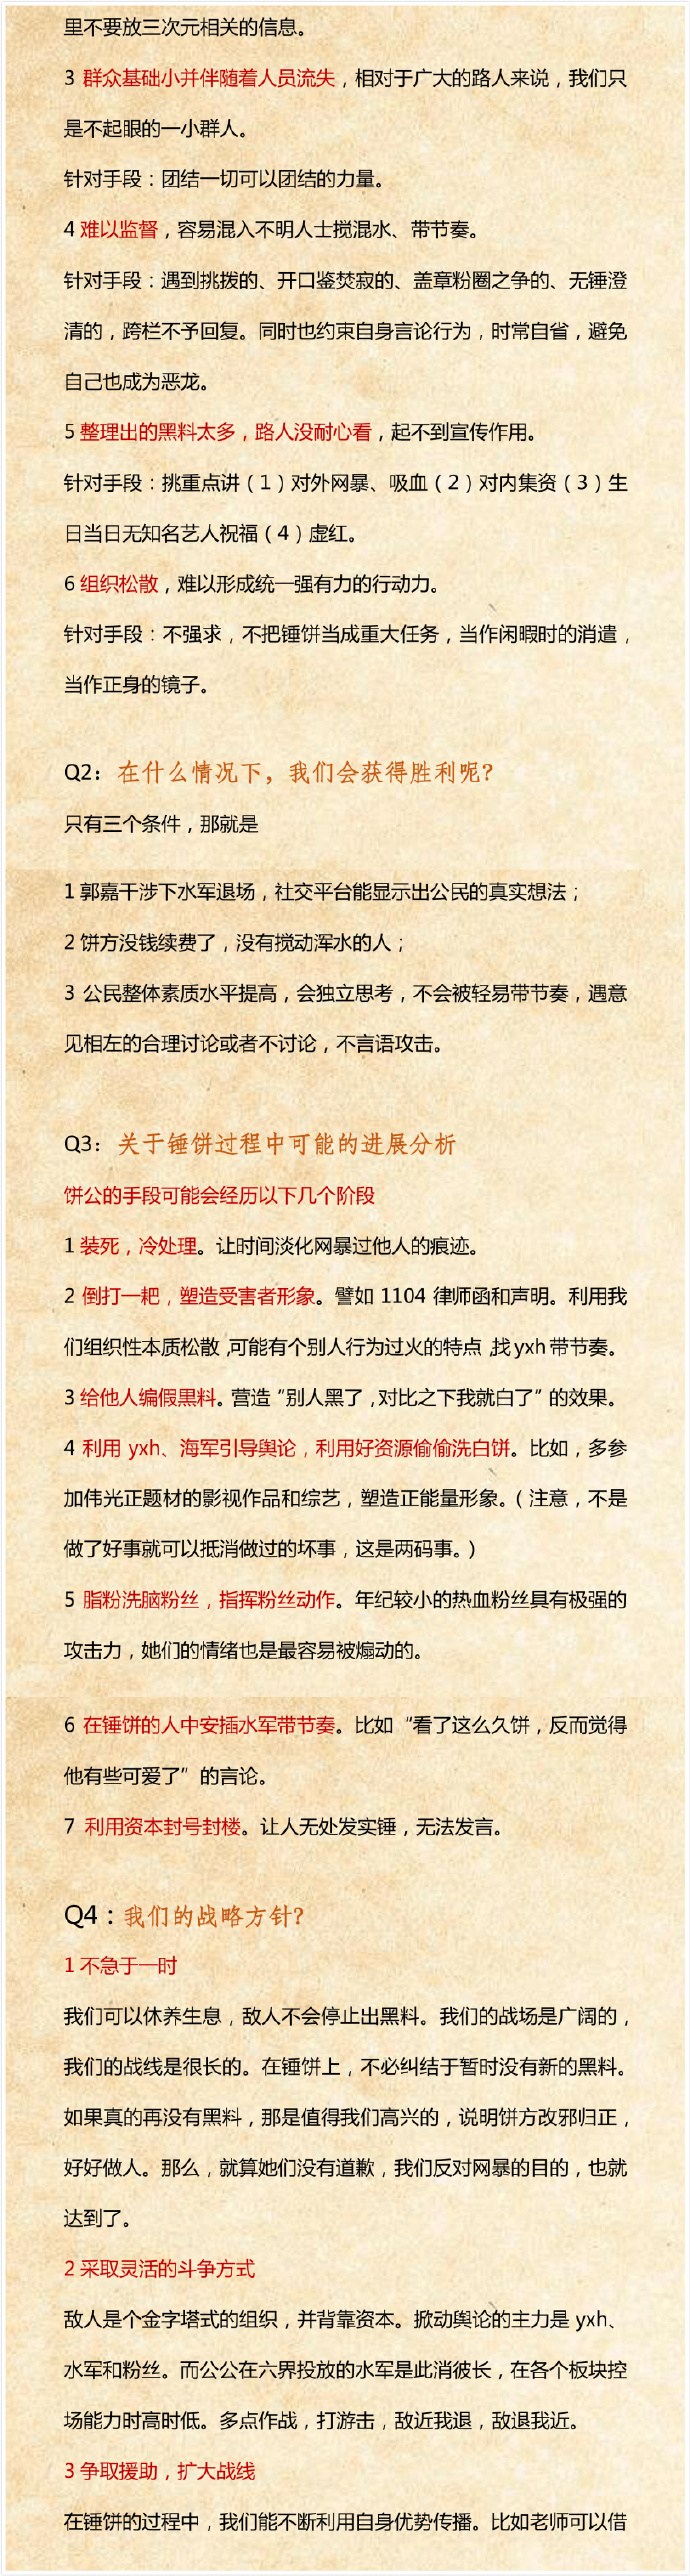 里不要放三次元相关的信息。
3 群众基础小并伴随着人员流失，相对于广大的路人来说，我们只
是不起眼的一小群人。
针对手段：团结一切可以团结的力量。
4 难以监督，容易混入不明人士搅混水、带节奏。
针对手段：遇到挑拨的、开口鉴焚寂的、盖章粉圈之争的、无锤澄
清的，跨栏不予回复。同时也约束自身言论行为，时常自省，避免
自己也成为恶龙。
5 整理出的黑料太多，路人没耐心看，起不到宣传作用。
针对手段：挑重点讲（1）对外网暴、吸血（2）对内集资（3）生
日当日无知名艺人祝福（4）虚红。
6 组织松散，难以形成统一强有力的行动力。
针对手段：不强求，不把锤饼当成重大任务，当作闲暇时的消遣，
当作正身的镜子。
Q2：在什么情况下，我们会获得胜利呢？
只有三个条件，那就是
1 郭嘉干涉下水军退场，社交平台能显示出公民的真实想法；
2 饼方没钱续费了，没有搅动浑水的人；
3 公民整体素质水平提高，会独立思考，不会被轻易带节奏，遇意
见相左的合理讨论或者不讨论，不言语攻击。
Q3：关于锤饼过程中可能的进展分析
饼公的手段可能会经历以下几个阶段
1 装死，冷处理。让时间淡化网暴过他人的痕迹。
2 倒打一耙，塑造受害者形象。譬如 1104 律师函和声明。利用我
们组织性本质松散，可能有个别人行为过火的特点，找 yxh 带节奏。
3 给他人编假黑料。营造“别人黑了，对比之下我就白了”的效果。
4 利用 yxh、海军引导舆论，利用好资源偷偷洗白饼。比如，多参
加伟光正题材的影视作品和综艺，塑造正能量形象。（注意，不是
做了好事就可以抵消做过的坏事，这是两码事。）
5 脂粉洗脑粉丝，指挥粉丝动作。年纪较小的热血粉丝具有极强的
攻击力，她们的情绪也是最容易被煽动的。
6 在锤饼的人中安插水军带节奏。比如“看了这么久饼，反而觉得
他有些可爱了”的言论。
7 利用资本封号封楼。让人无处发实锤，无法发言。
Q4：我们的战略方针？
1 不急于一时
我们可以休养生息，敌人不会停止出黑料。我们的战场是广阔的，
我们的战线是很长的。在锤饼上，不必纠结于暂时没有新的黑料。
如果真的再没有黑料，那是值得我们高兴的，说明饼方改邪归正，
好好做人。那么，就算她们没有道歉，我们反对网暴的目的，也就
达到了。
2 采取灵活的斗争方式
敌人是个金字塔式的组织，并背靠资本。掀动舆论的主力是 yxh、
水军和粉丝。而公公在六界投放的水军是此消彼长，在各个板块控
场能力时高时低。多点作战，打游击，敌近我退，敌退我近。
3 争取援助，扩大战线
在锤饼的过程中，我们能不断利用自身优势传播。比如老师可以借